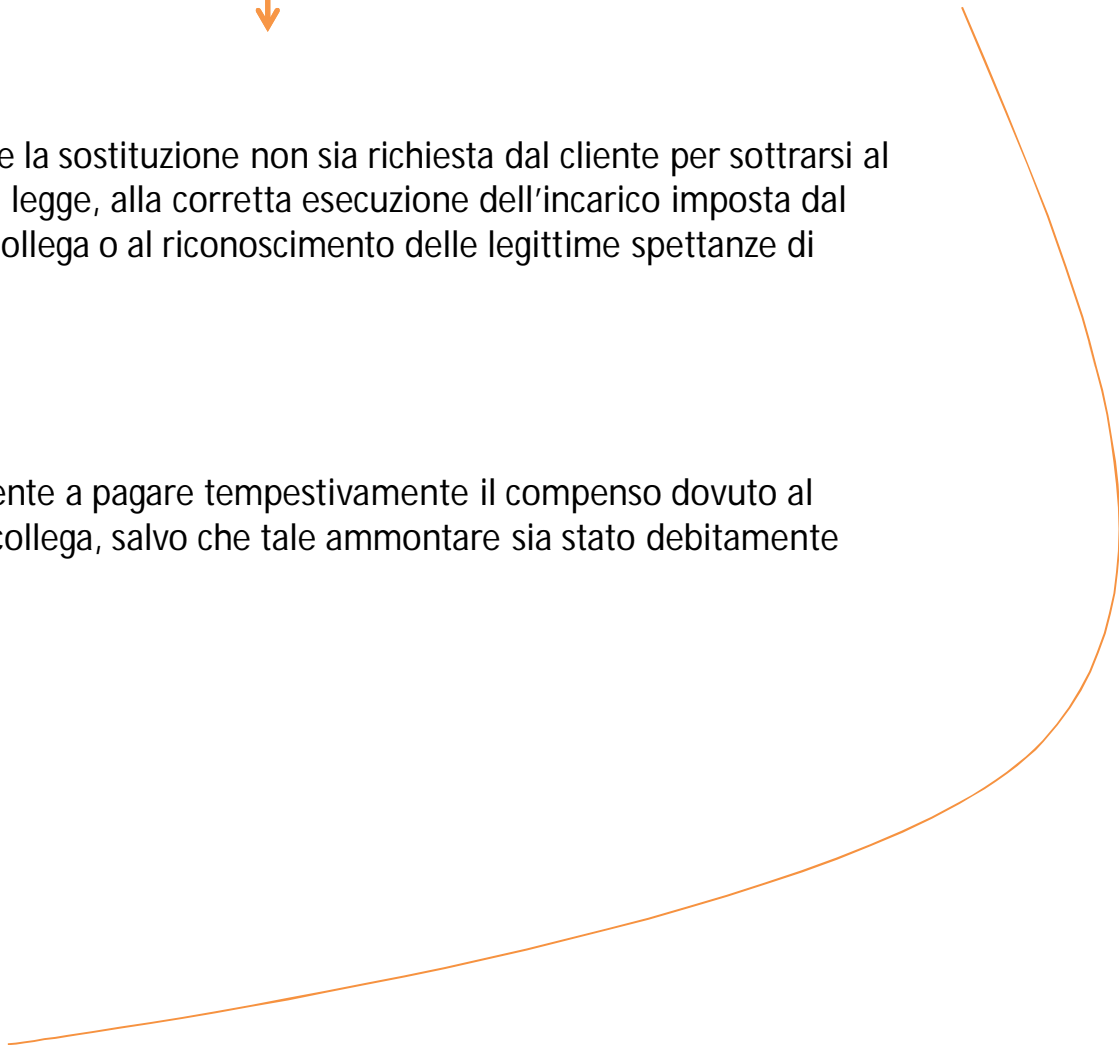 e la sostituzione non sia richiesta dal cliente per sottrarsi al
legge, alla corretta esecuzione dell’incarico imposta dal
ollega o al riconoscimento delle legittime spettanze di
ente a pagare tempestivamente il compenso dovuto al
collega, salvo che tale ammontare sia stato debitamente